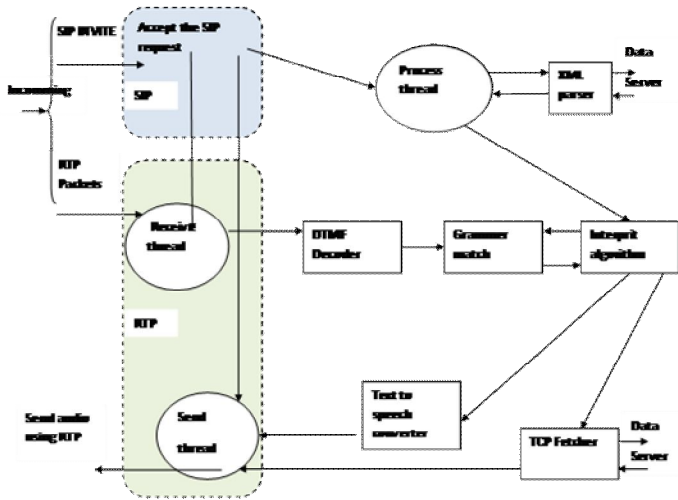 SIP INVITE
Accept the SIP
request
SIP
Incomming
RTP
Packets
Process
thread
XML
parser
Data
Server
Receive
thread
DTMF
Decoder
Grammer
match
Interprit
algorithm
RTP
Send audio
using RTP
Send
thread
Text to
speech
converter
TCP Fetcher
Data
Server